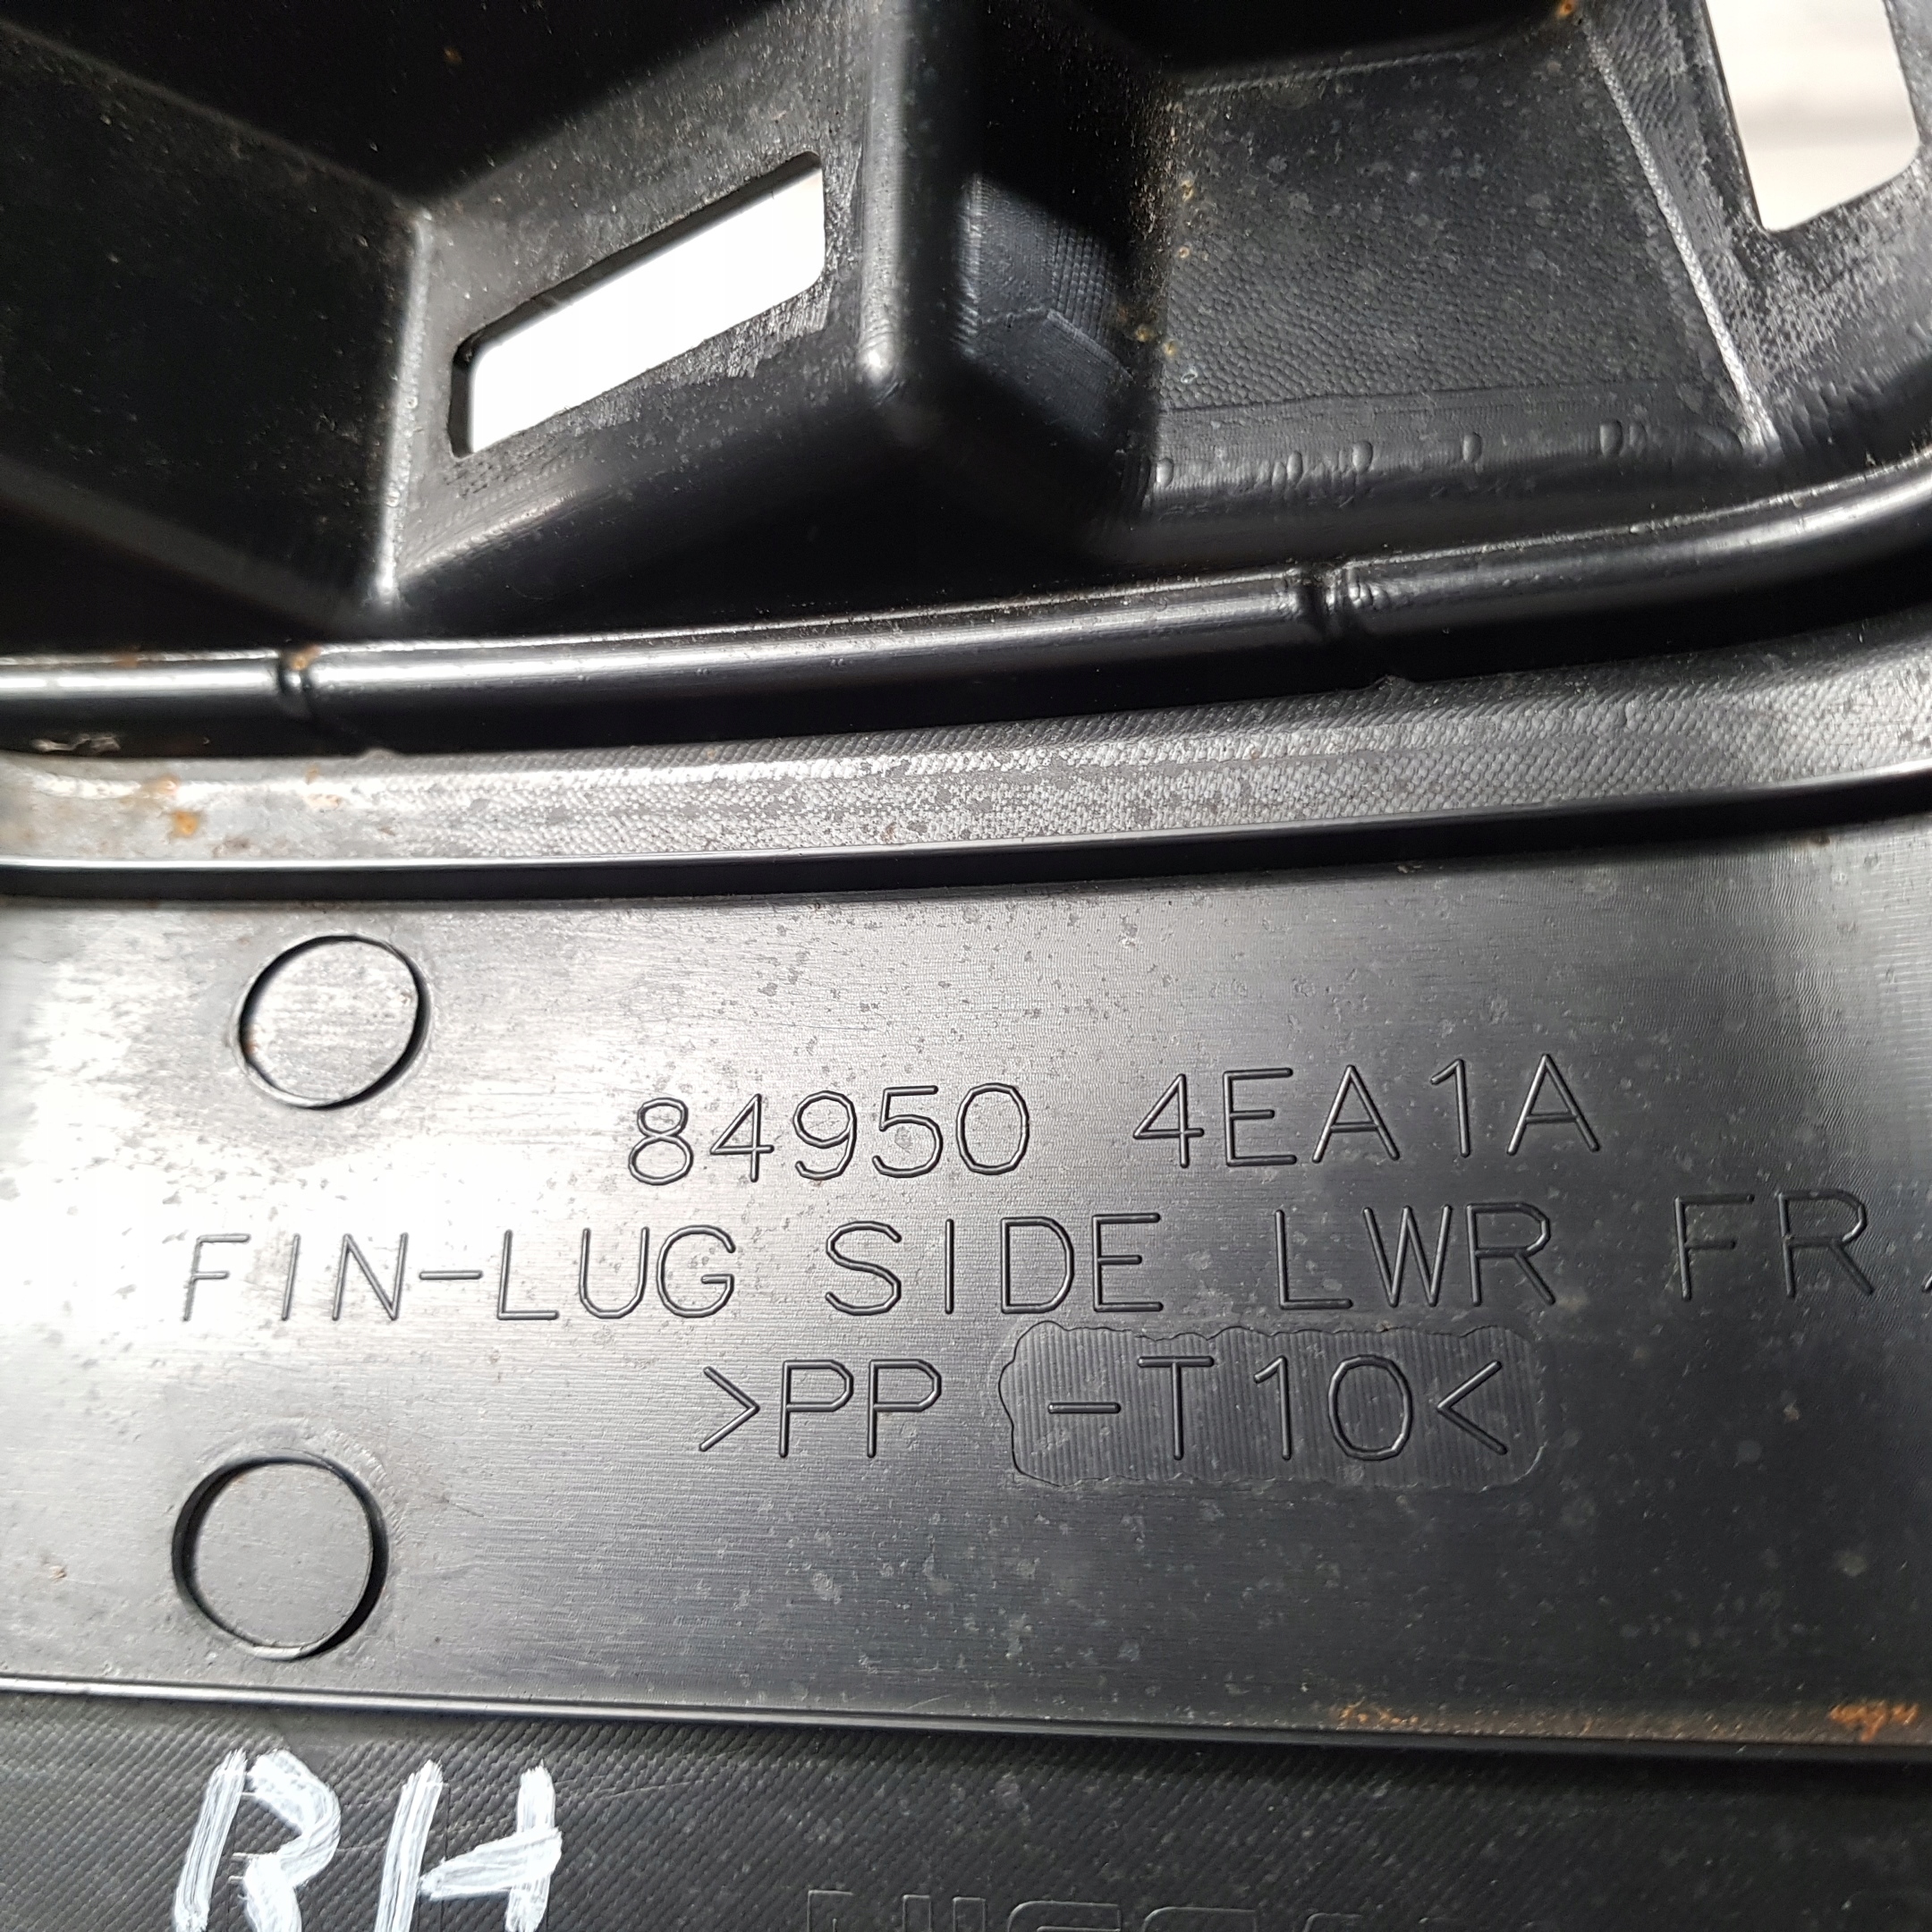 84950 4EA1A
FIN-LUG SIDE LWR FR
>PP -T10<
RH